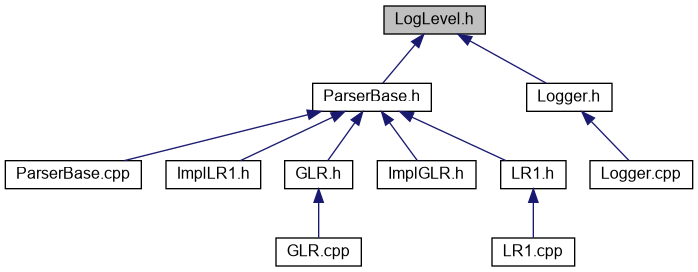 LogLevel.h
ParserBase.h
Logger.h
ParserBase.cpp
ImplLR1.h
GLR.h
ImplGLR.h
LR1.h
Logger.cpp
GLR.cpp
LR1.cpp